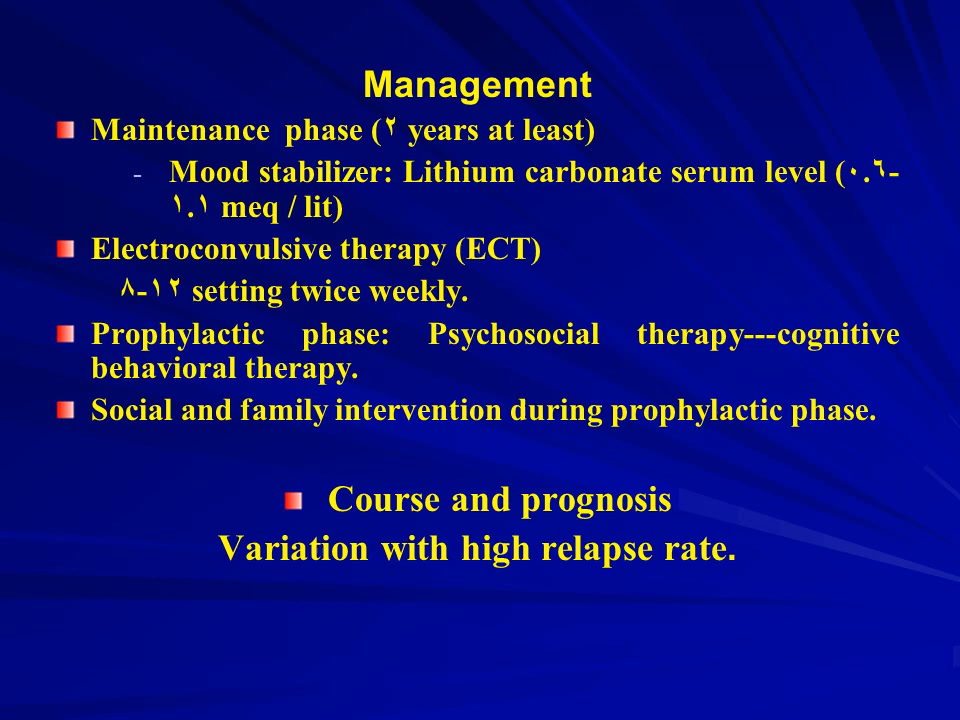 Management
Maintenance phase (٢ years at least)
- Mood stabilizer: Lithium carbonate serum level (٠.٦-
١.١ meq / lit)
Electroconvulsive therapy (ECT)
٨-١٢ setting twice weekly.
Prophylactic phase: Psychosocial therapy---cognitive
behavioral therapy.
Social and family intervention during prophylactic phase.
Course and prognosis
Variation with high relapse rate.